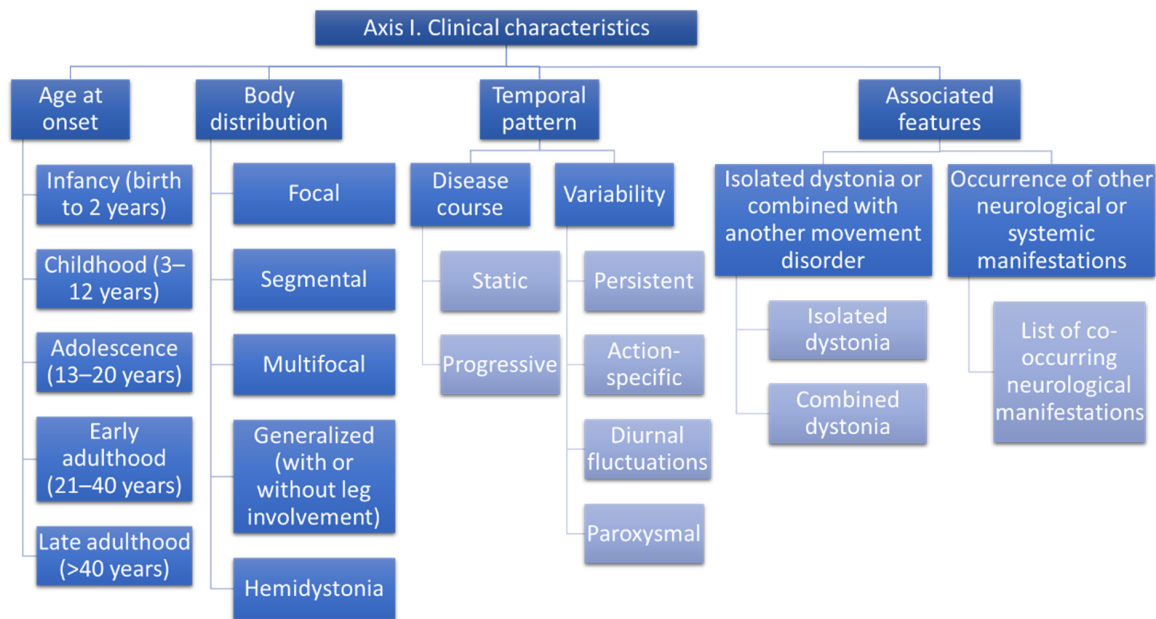 Axis I. Clinical characteristics
Age at
onset
Infancy (birth
to 2 years)
Childhood (3–
12 years)
Adolescence
(13–20 years)
Early
adulthood
(21–40 years)
Late adulthood
(>40 years)
Body
distribution
Focal
Segmental
Multifocal
Generalized
(with or
without leg
involvement)
Hemidystonia
Temporal
pattern
Disease
course
Static
Progressive
Variability
Persistent
Action-
specific
Diurnal
fluctuations
Paroxysmal
Associated
features
Isolated dystonia or
combined with
another movement
disorder
Isolated
dystonia
Combined
dystonia
Occurrence of other
neurological or
systemic
manifestations
List of co-
occurring
neurological
manifestations